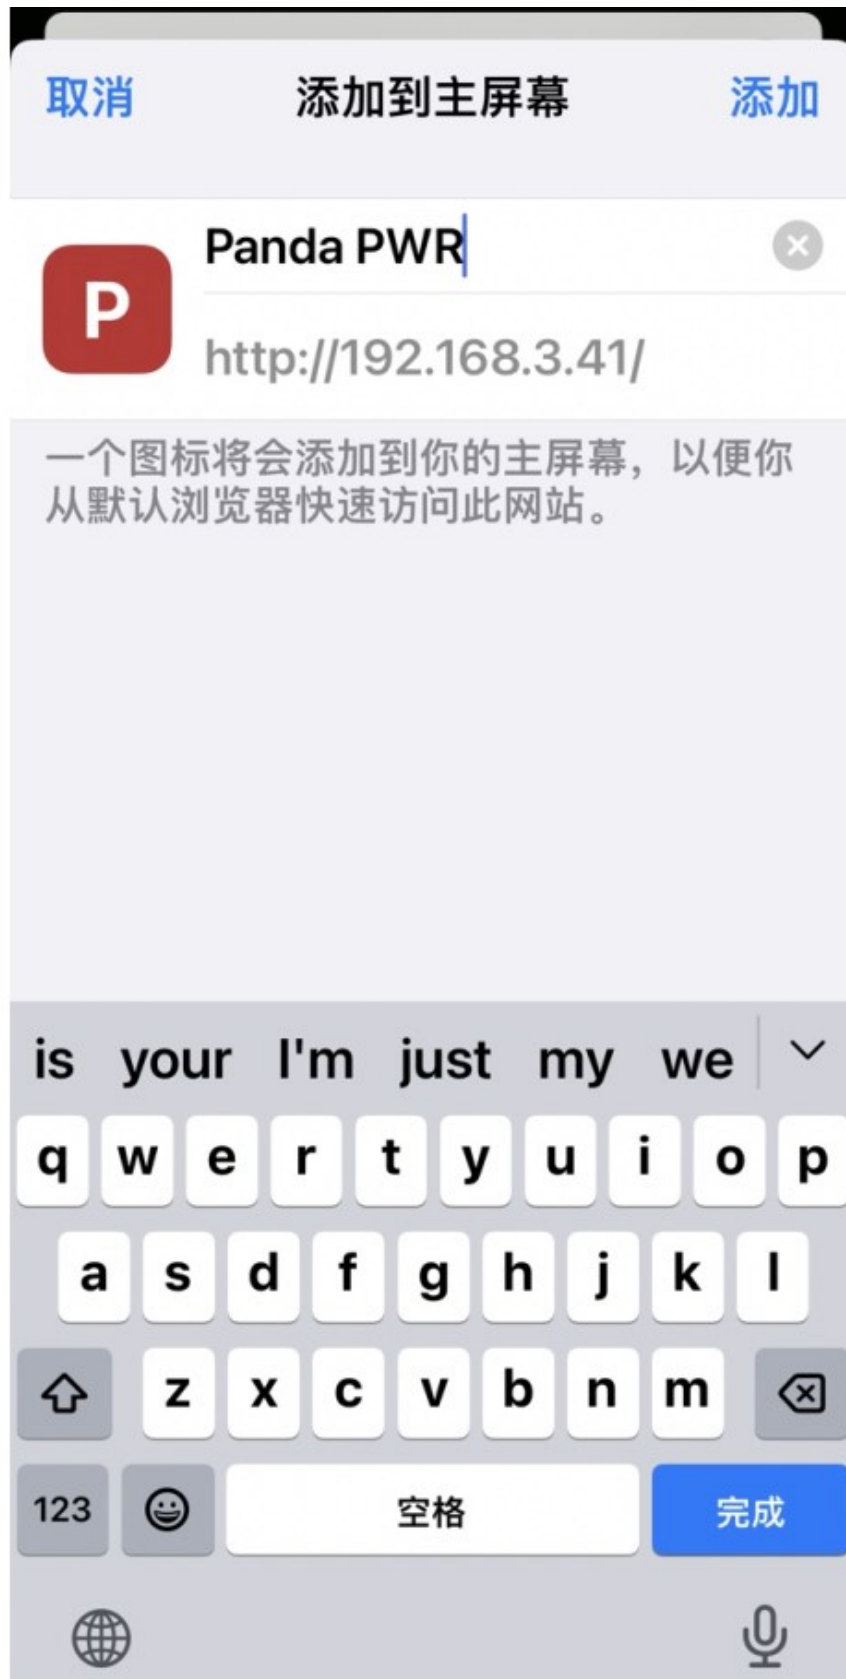 取消 添加到主屏幕 添加
Panda PWR
P
http://192.168.3.41/
一个图标将会添加到你的主屏幕，以便你
从默认浏览器快速访问此网站。
is your I'm just my we
q w e r t y u i o p
a s d f g h j k l
z x c v b n m
123 空格 完成